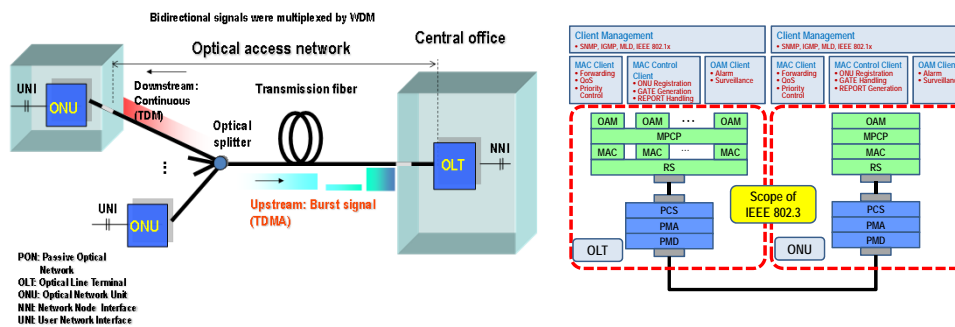 Bidirectional signals were multiplexed by WDM
Optical access network
Central office
UNI
ONU
Downstream:
Continuous
(TDM)
Transmission fiber
Optical
splitter
OLT
NNI
Upstream: Burst signal
(TDMA)
UNI
ONU
PON: Passive Optical
Network
OLT: Optical Line Terminal
ONU: Optical Network Unit
NNI: Network Node Interface
UNI: User Network Interface
Client Management
• SNMP, IGMP, MLD, IEEE 802.1x
MAC Client
• Forwarding
• QoS
• Priority
Control
MAC Control
Client
• ONU Registration
• GATE Generation
• REPORT Handling
OAM Client
• Alarm
• Surveillance
OAM
OAM
• • •
OAM
MPCP
MAC
MAC
...
MAC
RS
PCS
PMA
PMD
OLT
Scope of
IEEE 802.3
Client Management
• SNMP, IGMP, MLD, IEEE 802.1x
MAC Client
• Forwarding
• QoS
• Priority
Control
MAC Control Client
• ONU Registration
• GATE Handling
• REPORT Generation
OAM Client
• Alarm
• Surveillance
OAM
MPCP
MAC
RS
PCS
PMA
PMD
ONU